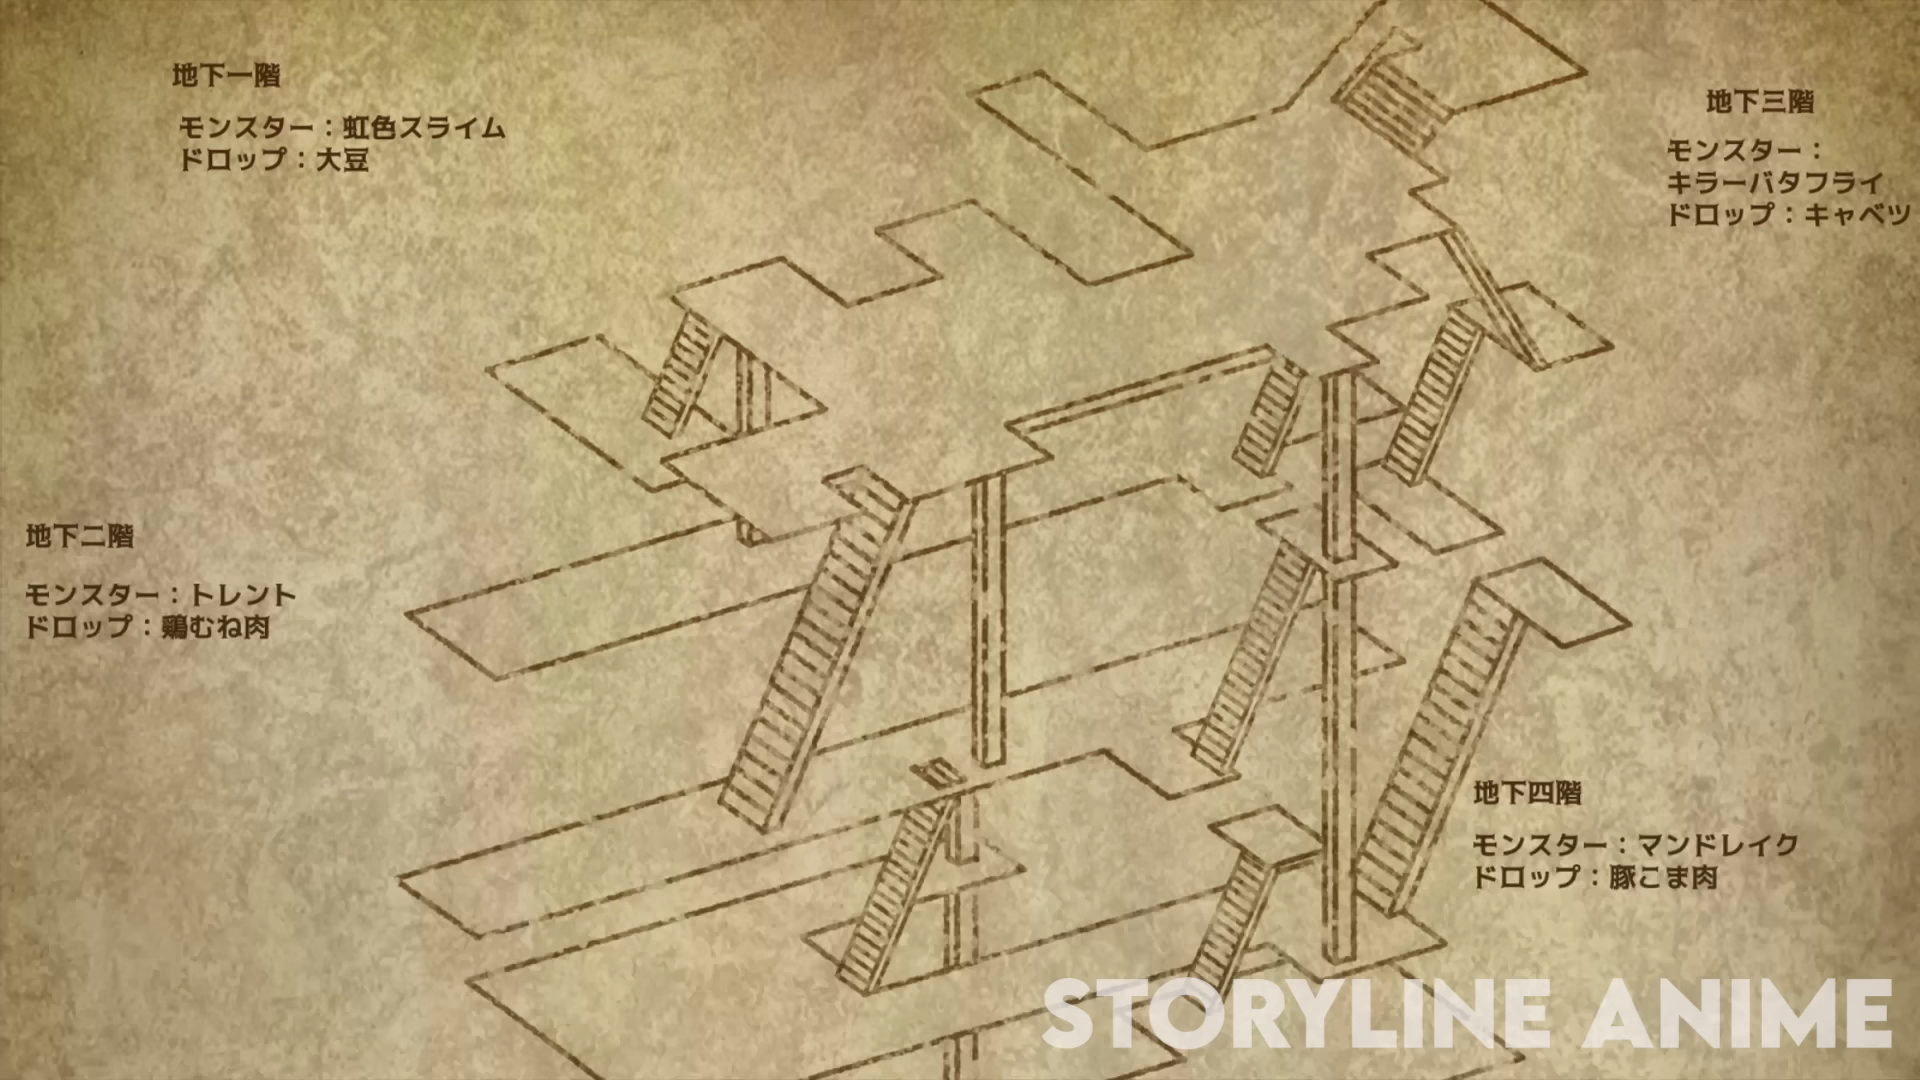 地下一階
モンスター：虹色スライム
ドロップ：大豆
地下三階
モンスター：
キラーバタフライ
ドロップ：キャベツ
地下二階
モンスター：トレント
ドロップ：鶏むね肉
地下四階
モンスター：マンドレイク
ドロップ：豚こま肉
STORYLINE ANIME